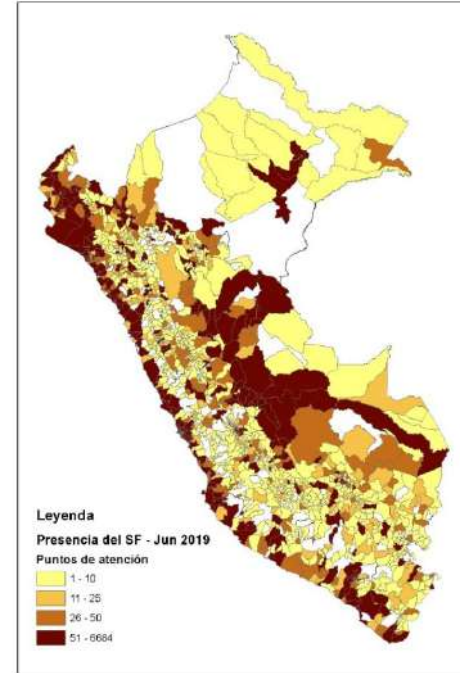 Leyenda
Presencia del SF - Jun 2019
Puntos de atención
1 - 10
11 - 25
26 - 50
51 - 6684